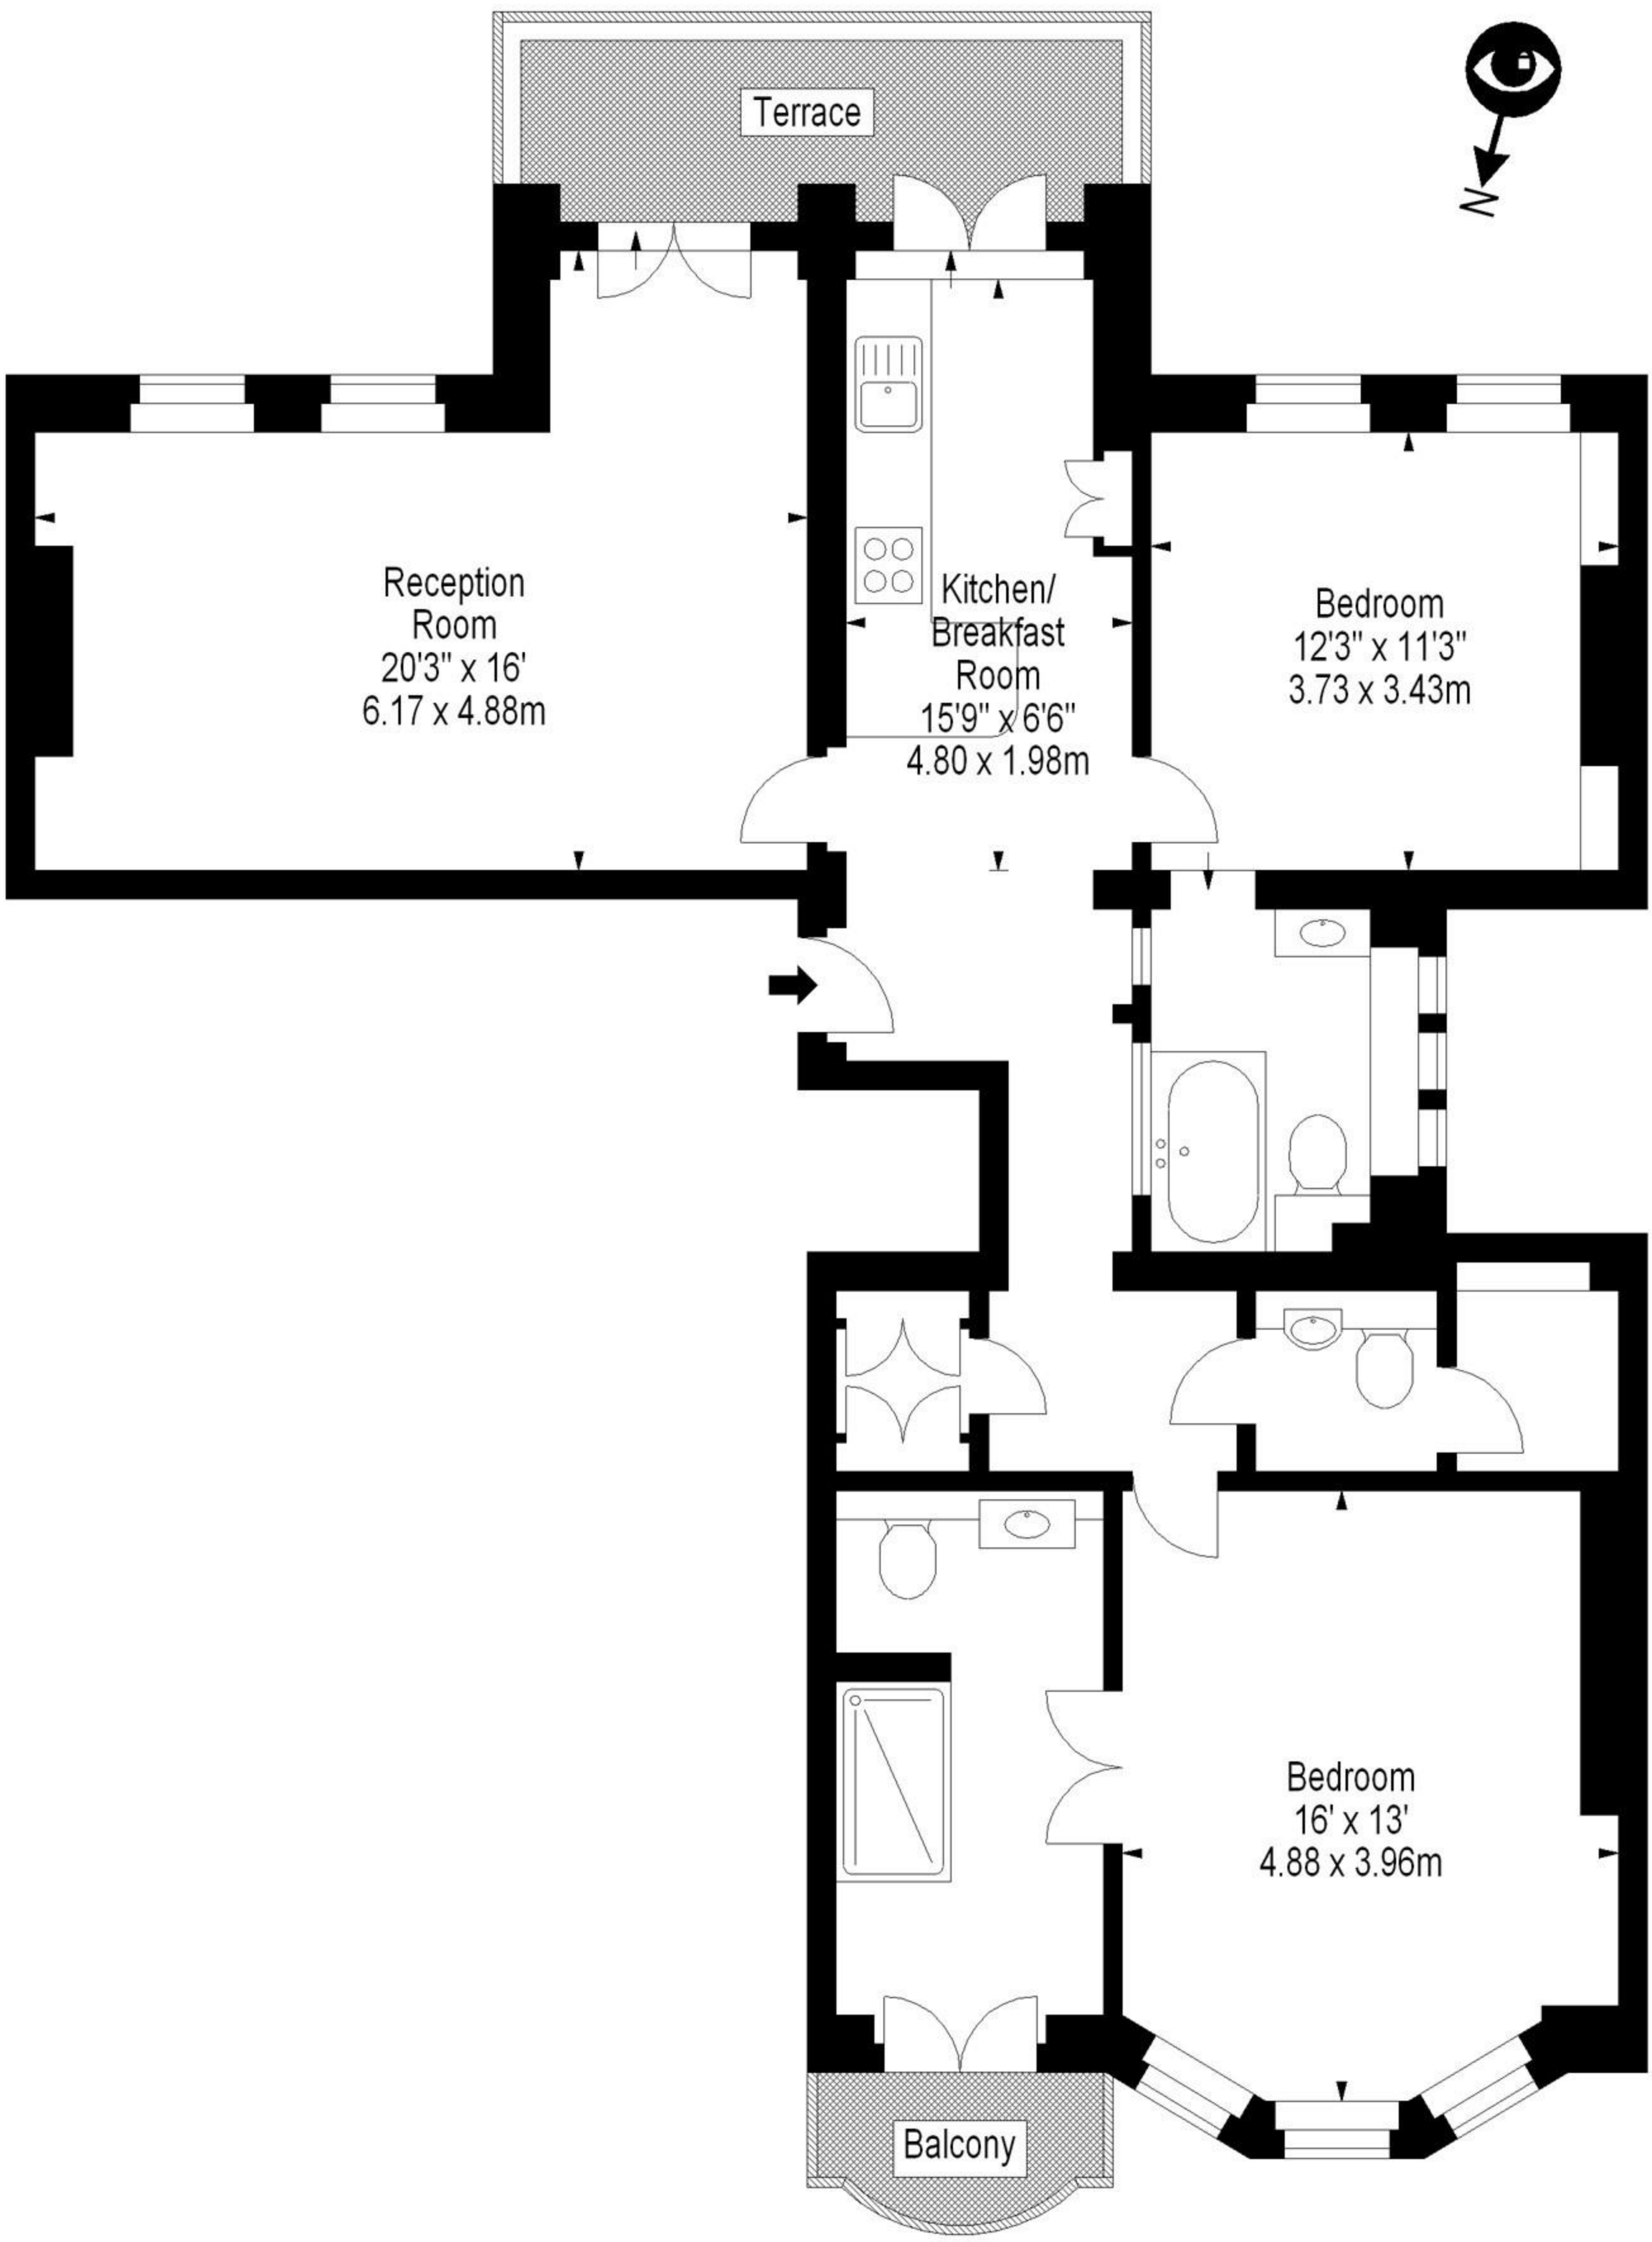 Terrace
N
Reception
Room
20'3" x 16'
6.17 x 4.88m
Kitchen/
Breakfast
Room
15'9" x 6'6"
4.80 x 1.98m
Bedroom
12'3" x 11'3"
3.73 x 3.43m
Bedroom
16' x 13'
4.88 x 3.96m
Balcony